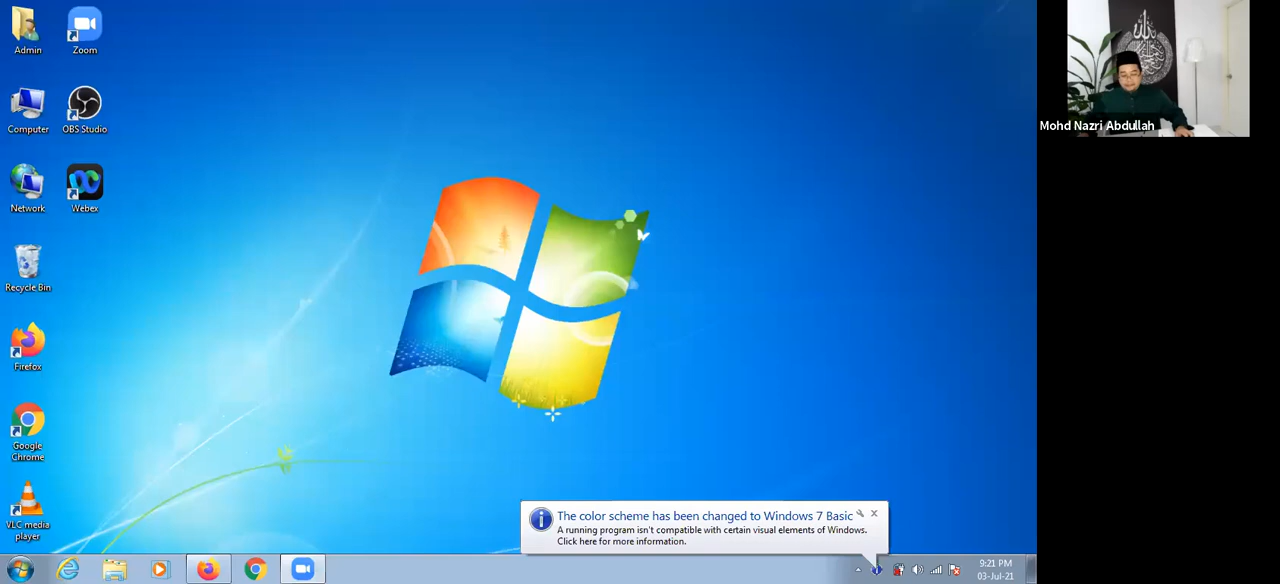 Admin
Zoom
Computer
OBS Studio
Network
Webex
Recycle Bin
Firefox
Google
Chrome
VLC media
player
Mohd Nazri Abdullah
The color scheme has been changed to Windows 7 Basic
A running program isn't compatible with certain visual elements of Windows.
Click here for more information.
9:21 PM
03-Jul-21